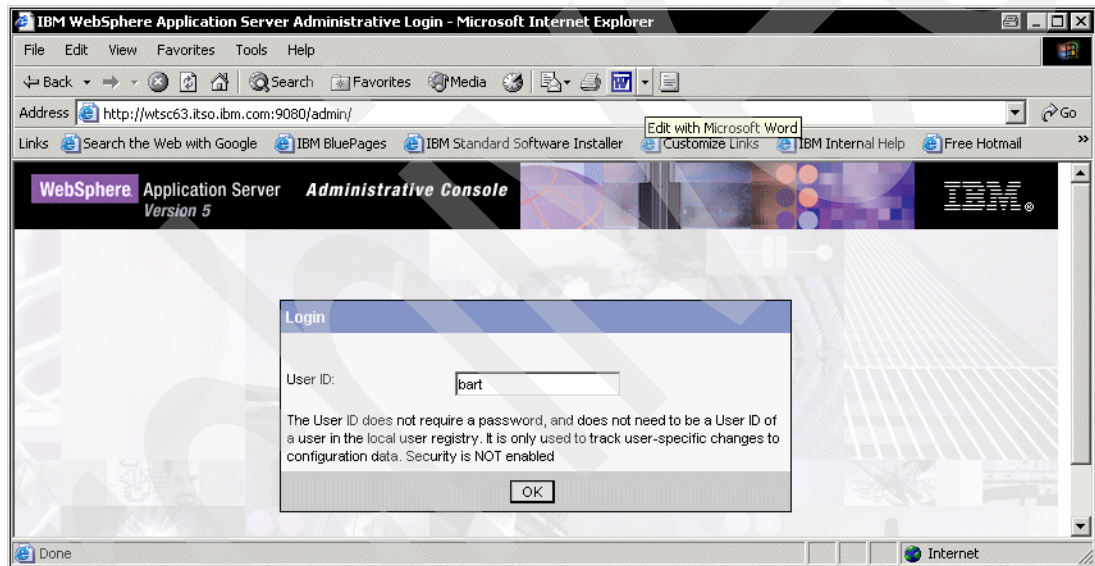 IBM WebSphere Application Server Administrative Login - Microsoft Internet Explorer
File Edit View Favorites Tools Help
Back Search Favorites Media
Address http://wtsc63.itso.ibm.com:9080/admin/ Go
Edit with Microsoft Word
Links Search the Web with Google IBM BluePages IBM Standard Software Installer Customize Links IBM Internal Help Free Hotmail »
WebSphere. Application Server Administrative Console
Version 5
IBM®
Login
User ID: bart
The User ID does not require a password, and does not need to be a User ID of
a user in the local user registry. It is only used to track user-specific changes to
configuration data. Security is NOT enabled
OK
Done Internet